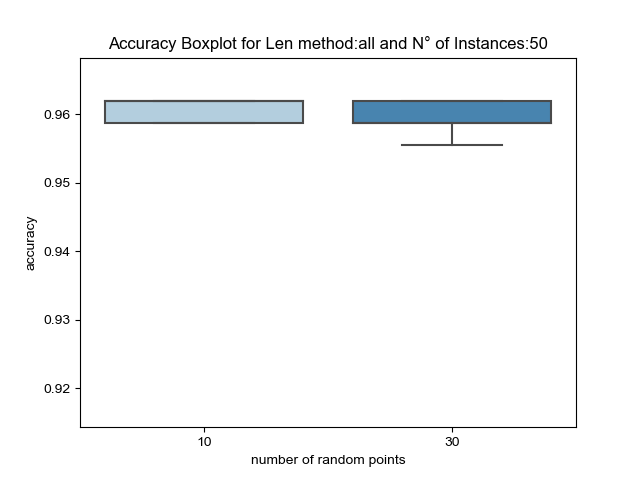 Accuracy Boxplot for Len method:all and N° of Instances:50
0.96
0.95
0.94
0.93
0.92
accuracy
10 30
number of random points